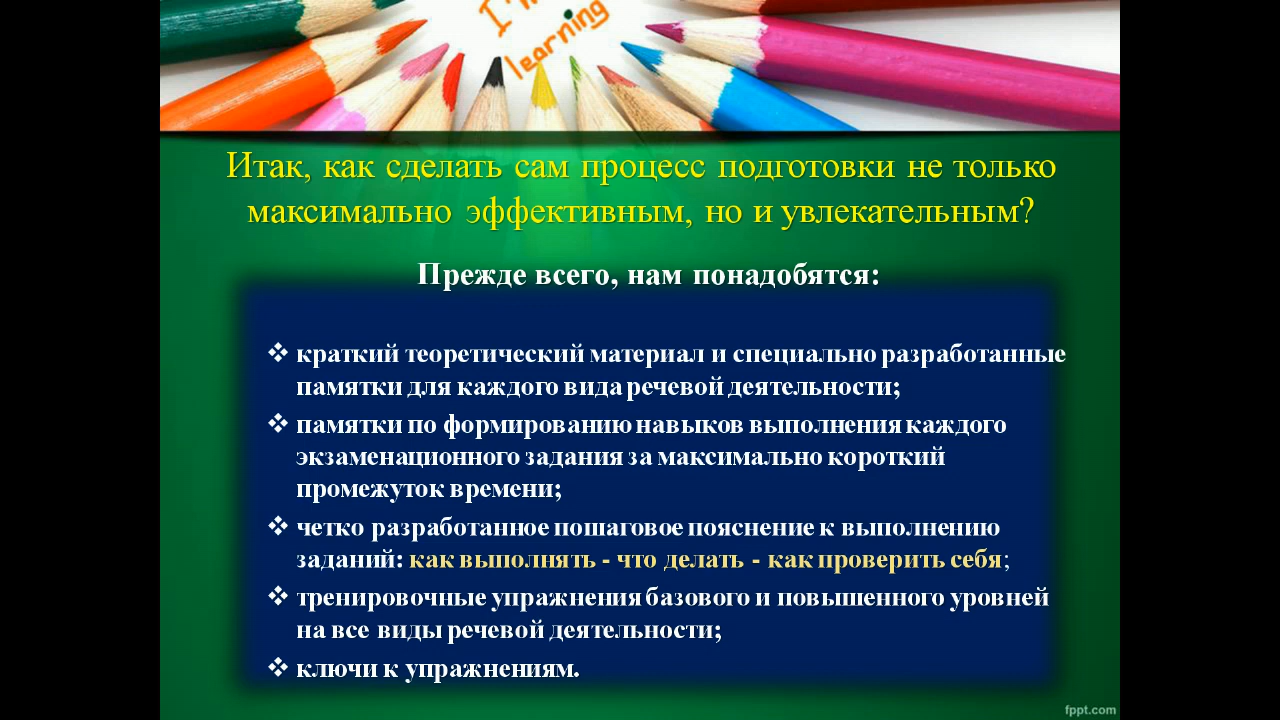 I'm
learning
Итак, как сделать сам процесс подготовки не только
максимально эффективным, но и увлекательным?
Прежде всего, нам понадобятся:
❖ краткий теоретический материал и специально разработанные
памятки для каждого вида речевой деятельности;
❖ памятки по формированию навыков выполнения каждого
экзаменационного задания за максимально короткий
промежуток времени;
❖ четко разработанное пошаговое пояснение к выполнению
заданий: как выполнять - что делать - как проверить себя;
❖ тренировочные упражнения базового и повышенного уровней
на все виды речевой деятельности;
❖ ключи к упражнениям.
fppt.com